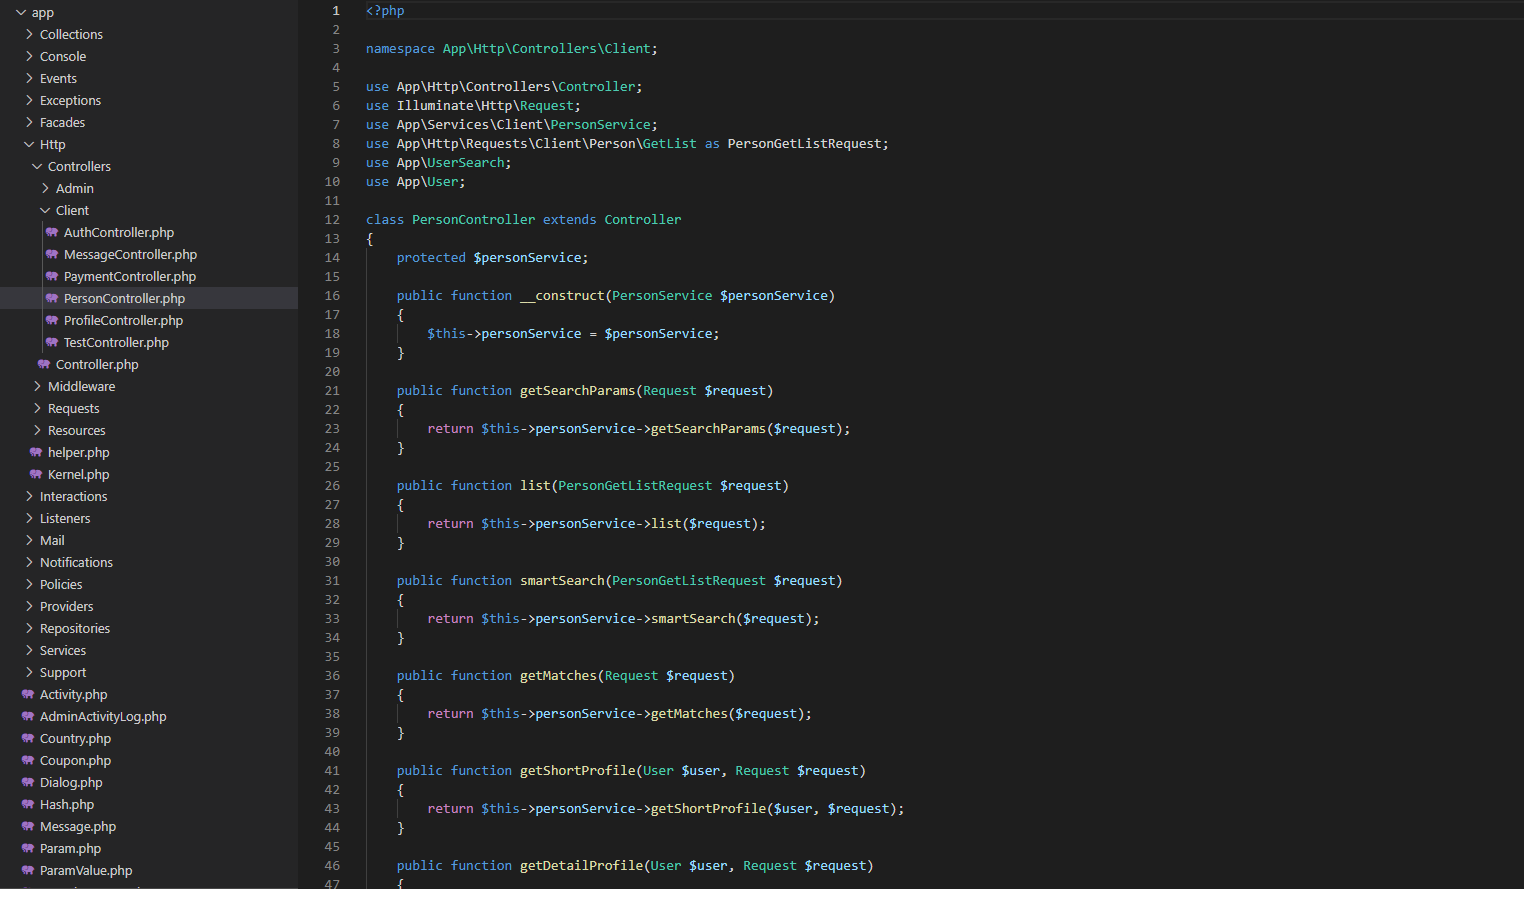 app
Collections
Console
Events
Exceptions
Facades
Http
Controllers
Admin
Client
AuthController.php
MessageController.php
PaymentController.php
PersonController.php
ProfileController.php
TestController.php
Controller.php
Middleware
Requests
Resources
helper.php
Kernel.php
Interactions
Listeners
Mail
Notifications
Policies
Providers
Repositories
Services
Support
Activity.php
AdminActivityLog.php
Country.php
Coupon.php
Dialog.php
Hash.php
Message.php
Param.php
ParamValue.php
1 <?php
2
3 namespace App\Http\Controllers\Client;
4
5 use App\Http\Controllers\Controller;
6 use Illuminate\Http\Request;
7 use App\Services\Client\PersonService;
8 use App\Http\Requests\Client\Person\GetList as PersonGetListRequest;
9 use App\UserSearch;
10 use App\User;
11
12 class PersonController extends Controller
13 {
14     protected $personService;
15
16     public function __construct(PersonService $personService)
17     {
18         $this->personService = $personService;
19     }
20
21     public function getSearchParams(Request $request)
22     {
23         return $this->personService->getSearchParams($request);
24     }
25
26     public function list(PersonGetListRequest $request)
27     {
28         return $this->personService->list($request);
29     }
30
31     public function smartSearch(PersonGetListRequest $request)
32     {
33         return $this->personService->smartSearch($request);
34     }
35
36     public function getMatches(Request $request)
37     {
38         return $this->personService->getMatches($request);
39     }
40
41     public function getShortProfile(User $user, Request $request)
42     {
43         return $this->personService->getShortProfile($user, $request);
44     }
45
46     public function getDetailProfile(User $user, Request $request)
47     {